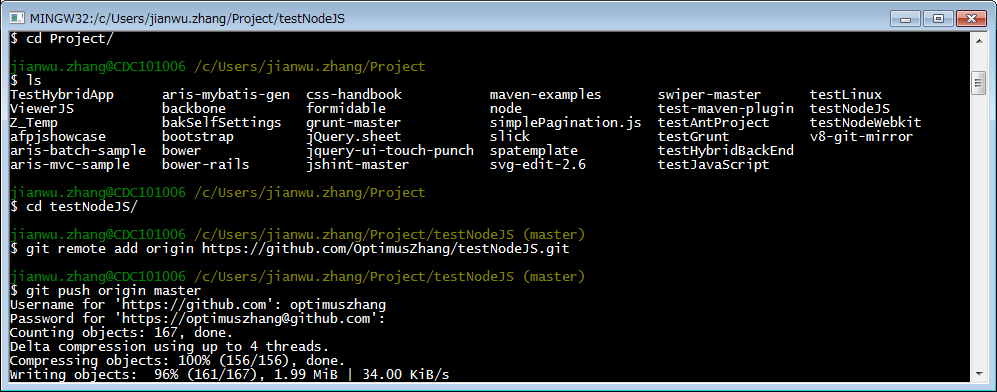 MINGW32:/c/Users/jianwu.zhang/Project/testNodeJS
$ cd Project/
jianwu.zhang@CDC101006 /c/Users/jianwu.zhang/Project
$ ls
TestHybridApp aris-mybatis-gen css-handbook maven-examples swiper-master testLinux
ViewerJS backbone formidable node test-maven-plugin testNodeJS
Z_Temp bakSelfSettings grunt-master simplePagination.js testAntProject testNodeWebkit
afpjshowcase bootstrap jQuery.sheet slick testGrunt v8-git-mirror
aris-batch-sample bower jquery-ui-touch-punch spatemplate testHybridBackEnd
aris-mvc-sample bower-rails jshint-master svg-edit-2.6 testJavaScript
jianwu.zhang@CDC101006 /c/Users/jianwu.zhang/Project
$ cd testNodeJS/
jianwu.zhang@CDC101006 /c/Users/jianwu.zhang/Project/testNodeJS (master)
$ git remote add origin https://github.com/OptimusZhang/testNodeJS.git
jianwu.zhang@CDC101006 /c/Users/jianwu.zhang/Project/testNodeJS (master)
$ git push origin master
Username for 'https://github.com': optimuszhang
Password for 'https://optimuszhang@github.com':
Counting objects: 167, done.
Delta compression using up to 4 threads.
Compressing objects: 100% (156/156), done.
Writing objects:  96% (161/167), 1.99 MiB | 34.00 KiB/s